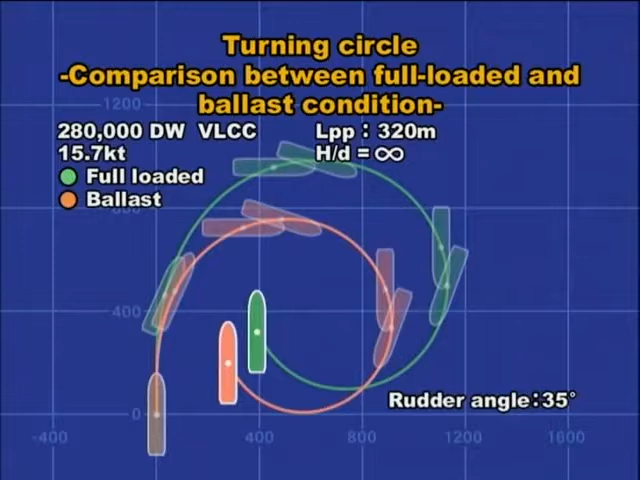 Turning circle
-Comparison between full-loaded and
ballast condition-
1200
280,000 DW VLCC
Lpp : 320m
15.7kt
H/d = ∞
Full loaded
Ballast
400
Rudder angle:35°
0
-400
400
800
1200
1600